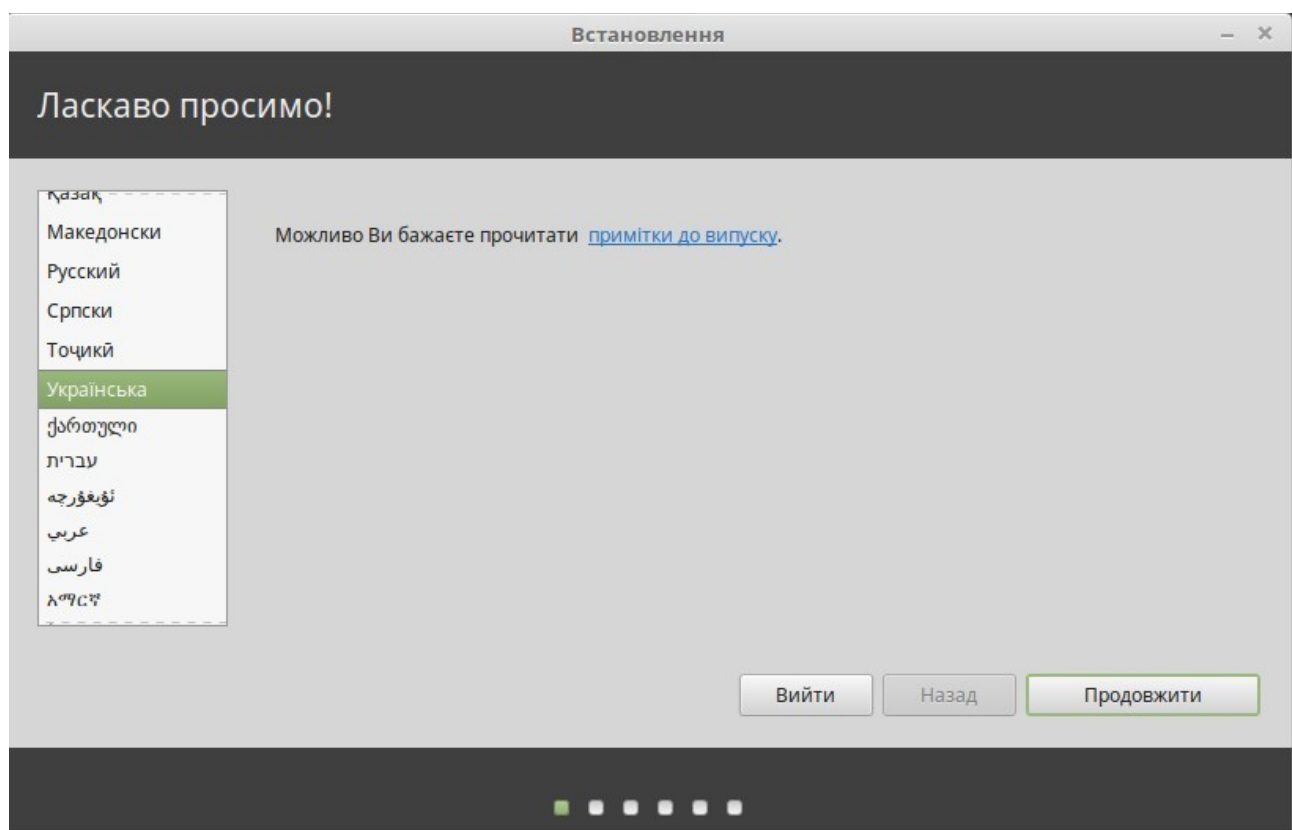 Встановлення
Ласкаво просимо!
Қазақ
Македонски
Русский
Српски
Тоҷикӣ
Українська
ქართული
עברית
ئۇيغۇرچە
عربي
فارسی
አማርኛ
Можливо Ви бажаєте прочитати примітки до випуску.
Вийти
Назад
Продовжити